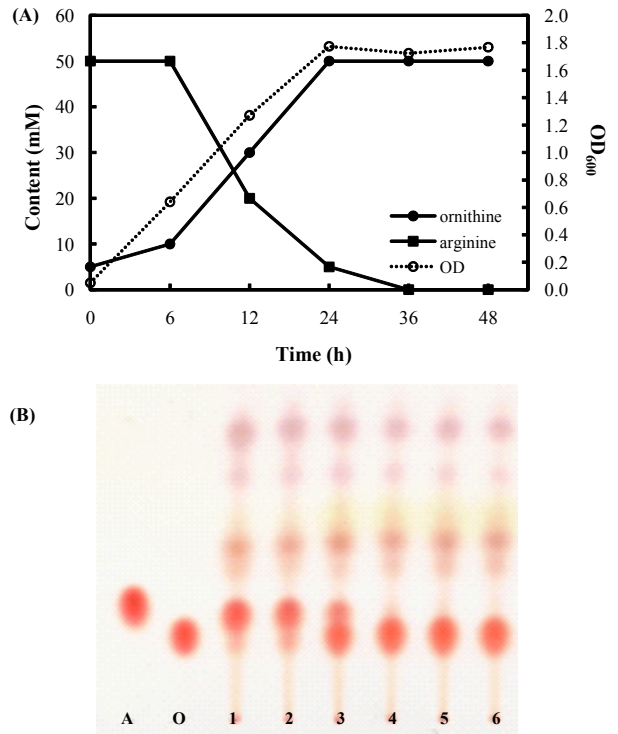 (A)
60
50
40
30
20
10
0
Content (mM)
2.0
1.8
1.6
1.4
1.2
1.0
0.8
0.6
0.4
0.2
0.0
OD600
ornithine
arginine
OD
0 6 12 24 36 48
Time (h)
(B)
A O 1 2 3 4 5 6